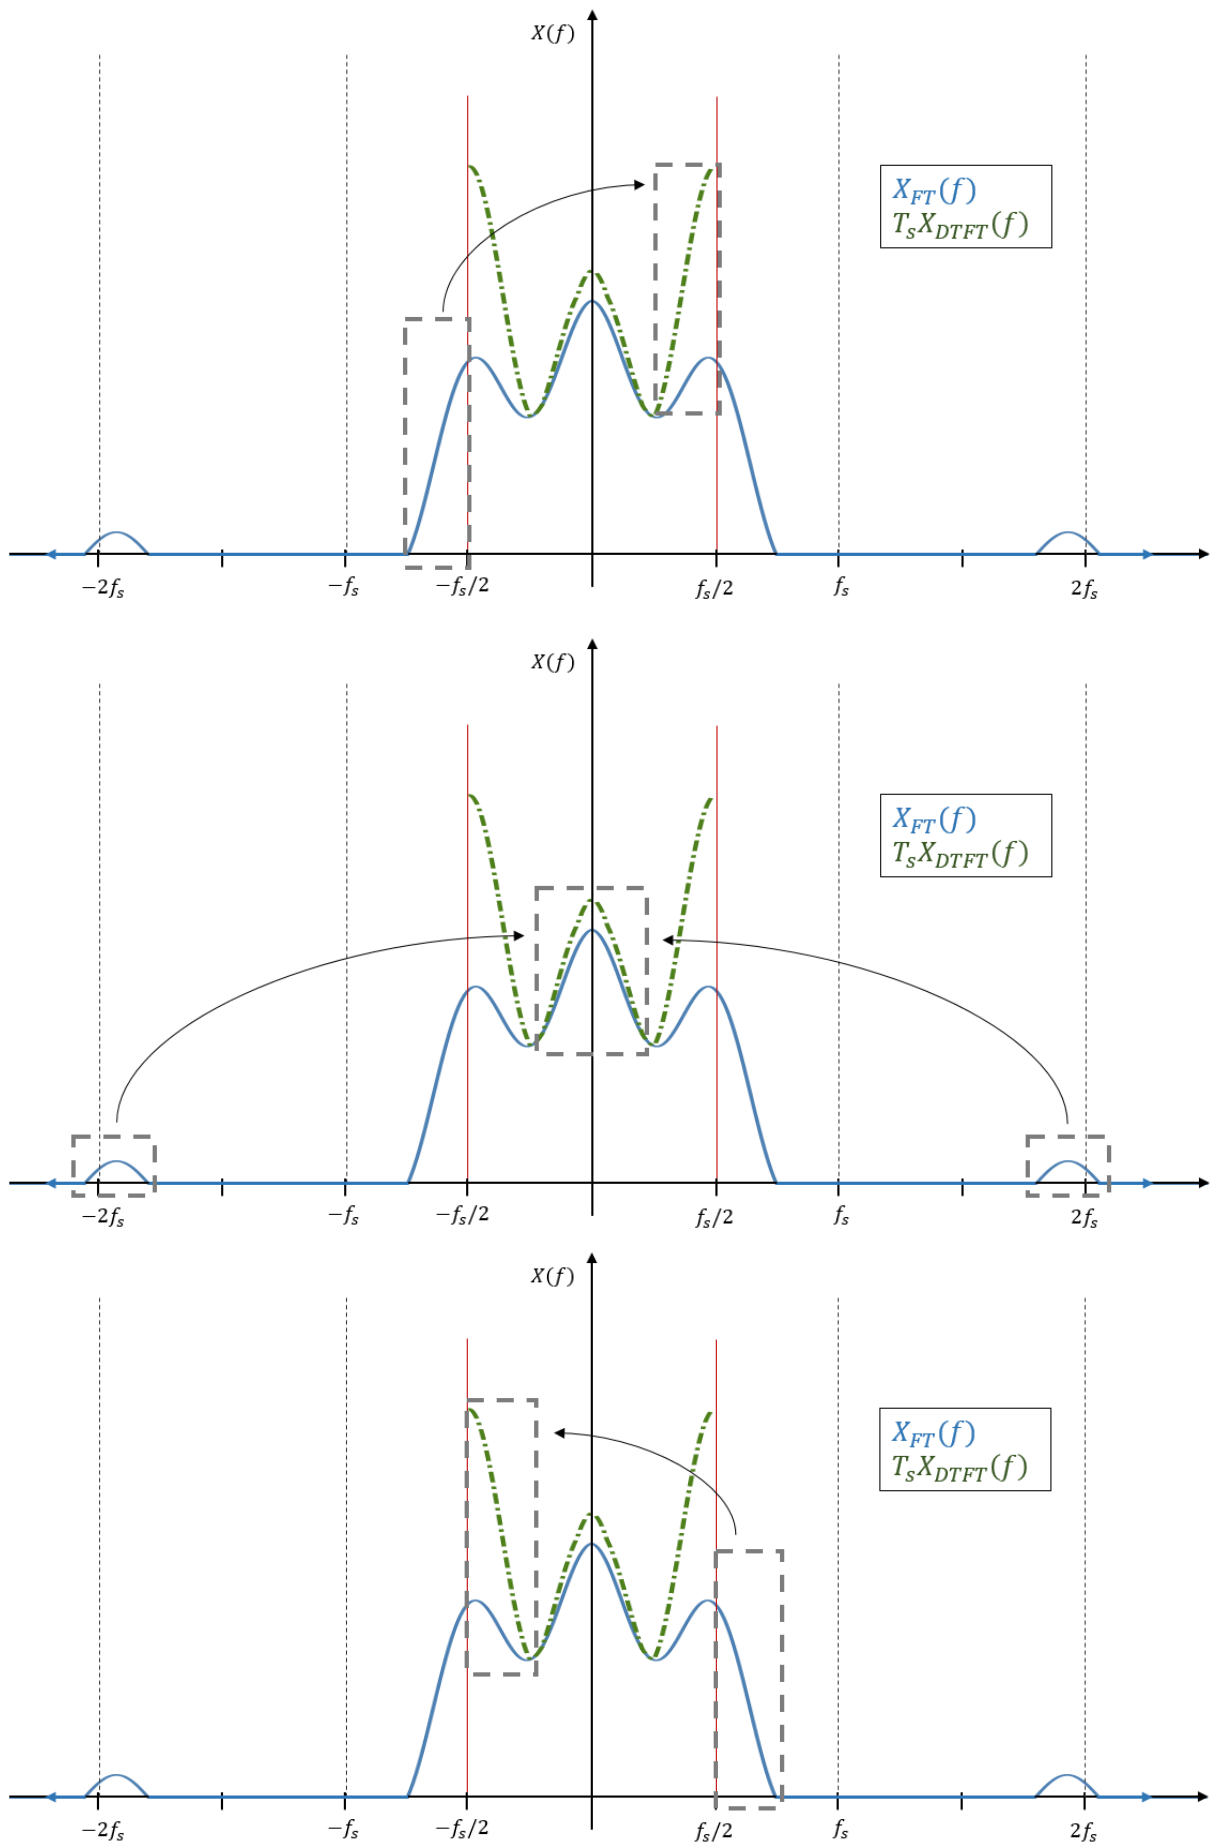 X(f)
X_FT(f)
T_sX_DTFT(f)
−2f_s
−f_s
−f_s/2
f_s/2
f_s
2f_s
X(f)
X_FT(f)
T_sX_DTFT(f)
−2f_s
−f_s
−f_s/2
f_s/2
f_s
2f_s
X(f)
X_FT(f)
T_sX_DTFT(f)
−2f_s
−f_s
−f_s/2
f_s/2
f_s
2f_s